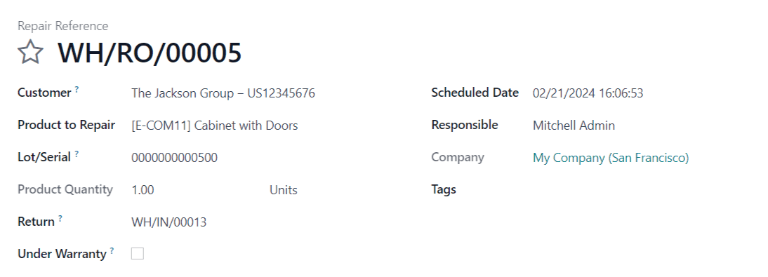 Repair Reference
WH/RO/00005
Customer ? The Jackson Group – US12345676
Scheduled Date 02/21/2024 16:06:53
Product to Repair [E-COM11] Cabinet with Doors
Responsible Mitchell Admin
Lot/Serial ? 0000000000500
Company My Company (San Francisco)
Product Quantity 1.00 Units
Tags
Return ? WH/IN/00013
Under Warranty ?